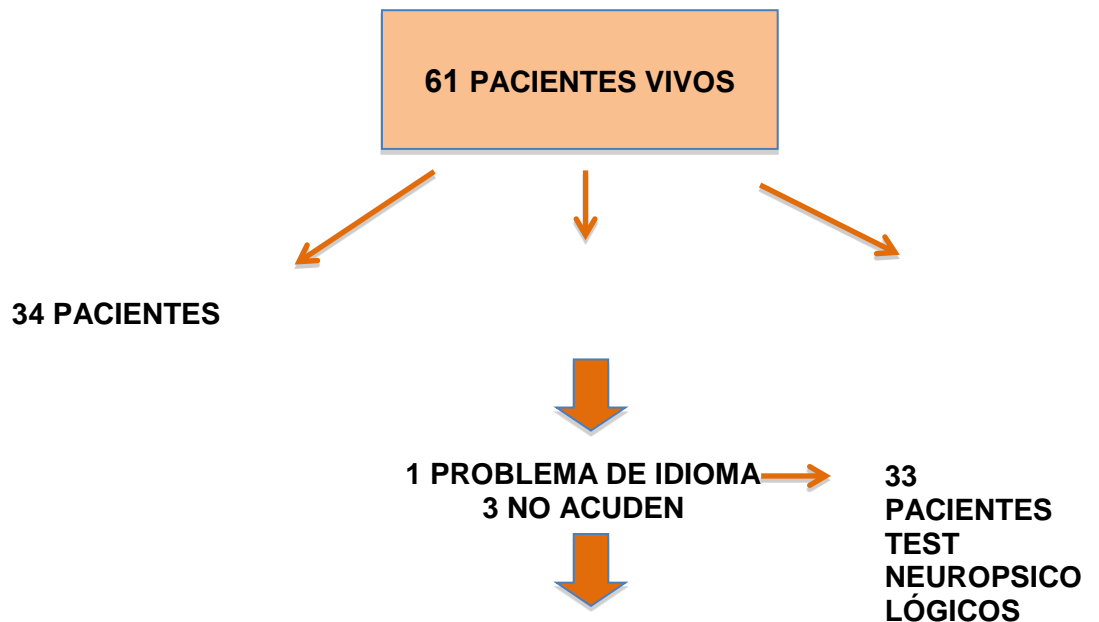 61 PACIENTES VIVOS
34 PACIENTES
1 PROBLEMA DE IDIOMA
3 NO ACUDEN
33
PACIENTES
TEST
NEUROPSICO
LÓGICOS